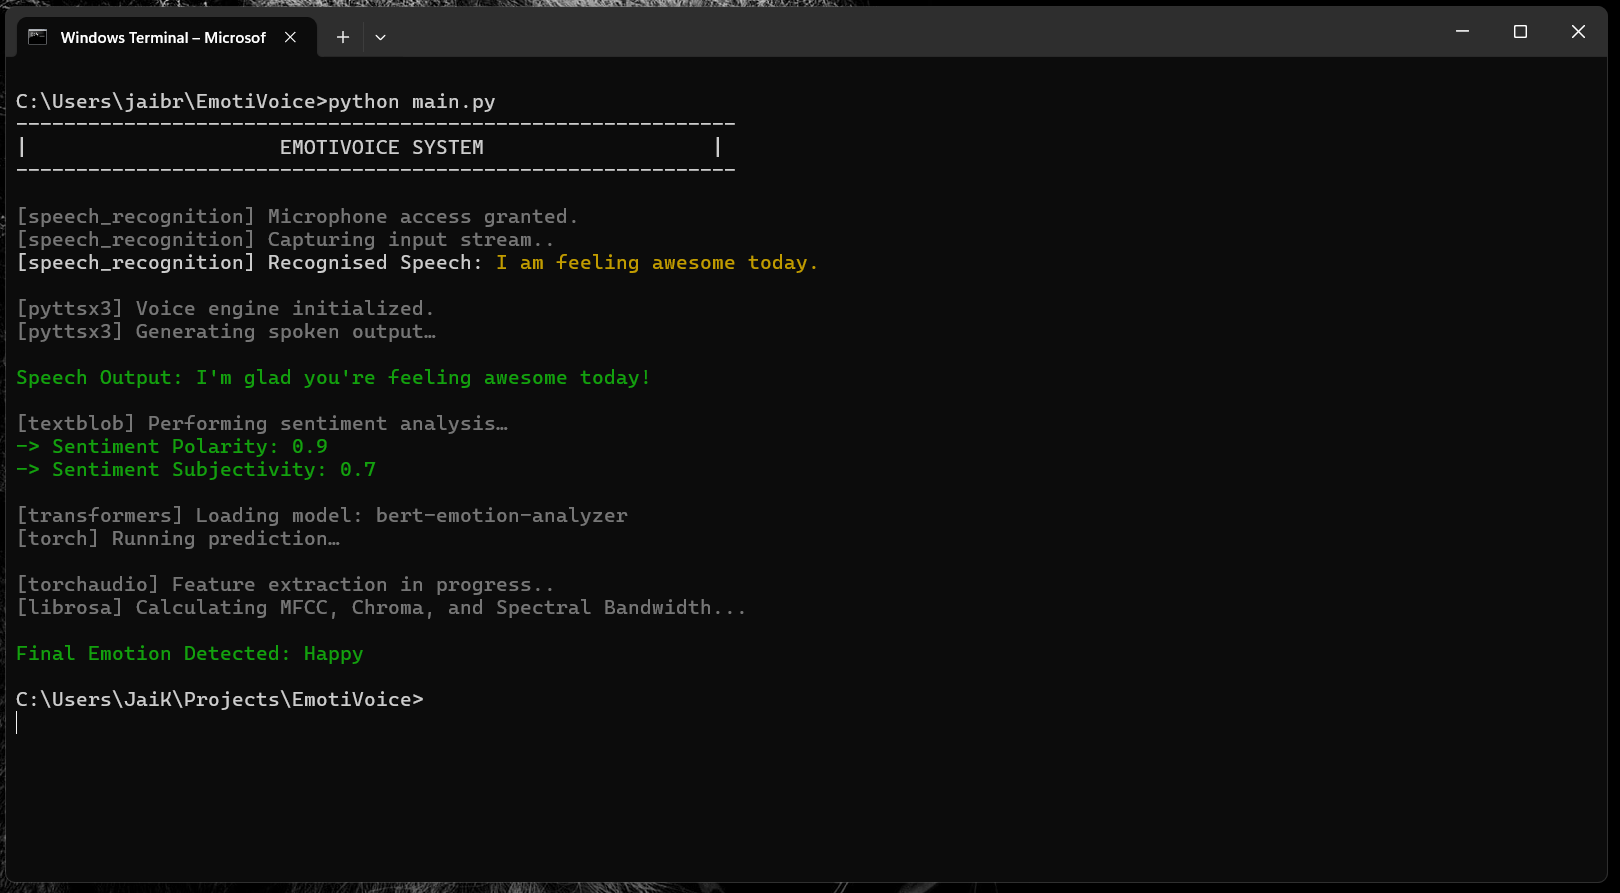 Windows Terminal – Microsof
C:\Users\jaibr\EmotiVoice>python main.py
------------------------------------------------------------
|                     EMOTIVOICE SYSTEM                   |
------------------------------------------------------------
[speech_recognition] Microphone access granted.
[speech_recognition] Capturing input stream..
[speech_recognition] Recognised Speech: I am feeling awesome today.
[pyttsx3] Voice engine initialized.
[pyttsx3] Generating spoken output…
Speech Output: I'm glad you're feeling awesome today!
[textblob] Performing sentiment analysis…
-> Sentiment Polarity: 0.9
-> Sentiment Subjectivity: 0.7
[transformers] Loading model: bert-emotion-analyzer
[torch] Running prediction…
[torchaudio] Feature extraction in progress..
[librosa] Calculating MFCC, Chroma, and Spectral Bandwidth...
Final Emotion Detected: Happy
C:\Users\JaiK\Projects\EmotiVoice>